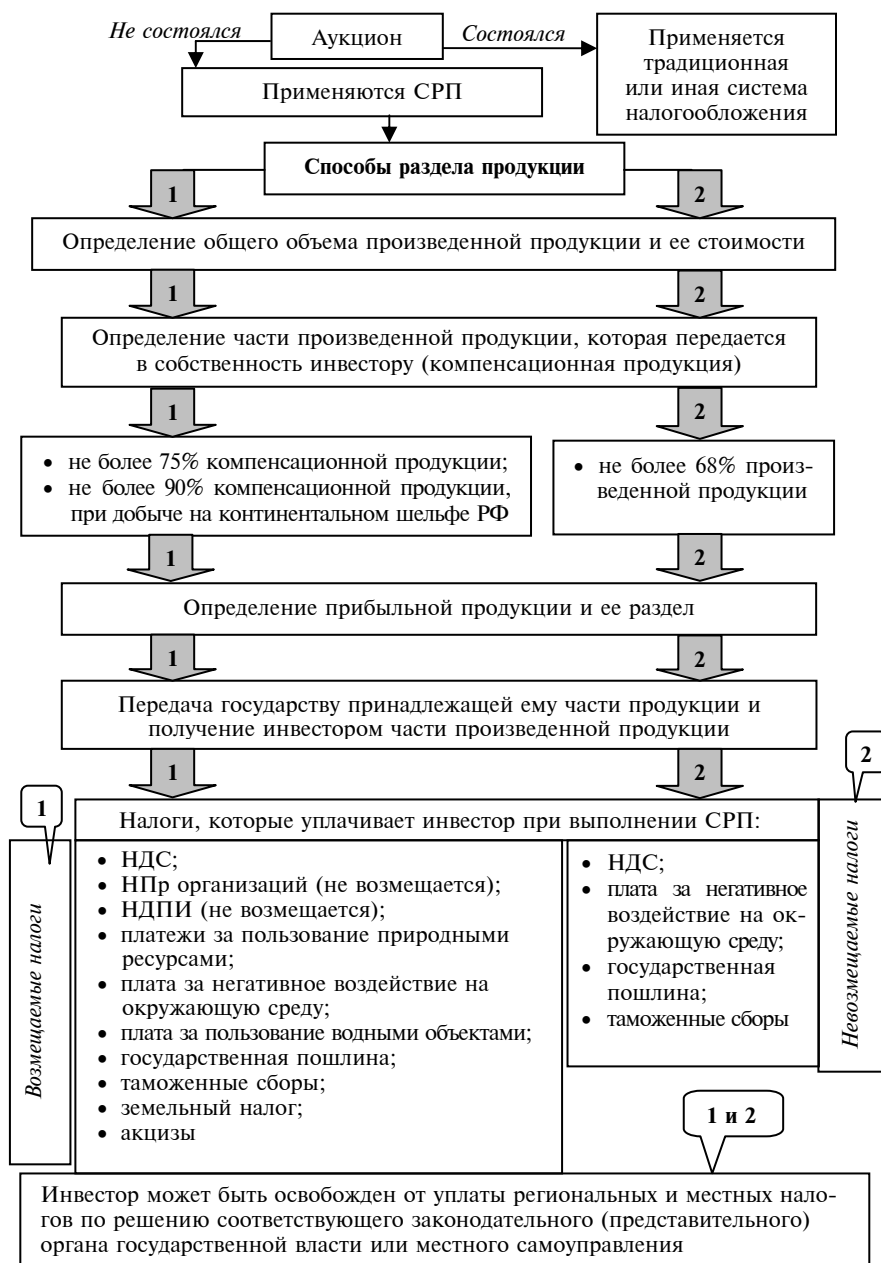 Не состоялся
Аукцион
Состоялся
Применяется
традиционная
или иная система
налогообложения
Применяются СРП
Способы раздела продукции
1
2
Определение общего объема произведенной продукции и ее стоимости
1
2
Определение части произведенной продукции, которая передается
в собственность инвестору (компенсационная продукция)
1
2
• не более 75% компенсационной продукции;
• не более 90% компенсационной продукции,
при добыче на континентальном шельфе РФ
• не более 68% произ-
веденной продукции
1
2
Определение прибыльной продукции и ее раздел
1
2
Передача государству принадлежащей ему части продукции и
получение инвестором части произведенной продукции
1
2
2
1
Налоги, которые уплачивает инвестор при выполнении СРП:
Возмещаемые налоги
• НДС;
• НПр организаций (не возмещается);
• НДПИ (не возмещается);
• платежи за пользование природными
ресурсами;
• плата за негативное воздействие на
окружающую среду;
• плата за пользование водными объектами;
• государственная пошлина;
• таможенные сборы;
• земельный налог;
• акцизы
• НДС;
• плата за негативное
воздействие на ок-
ружающую среду;
• государственная
пошлина;
• таможенные сборы
Невозмещаемые налоги
1 и 2
Инвестор может быть освобожден от уплаты региональных и местных нало-
гов по решению соответствующего законодательного (представительного)
органа государственной власти или местного самоуправления